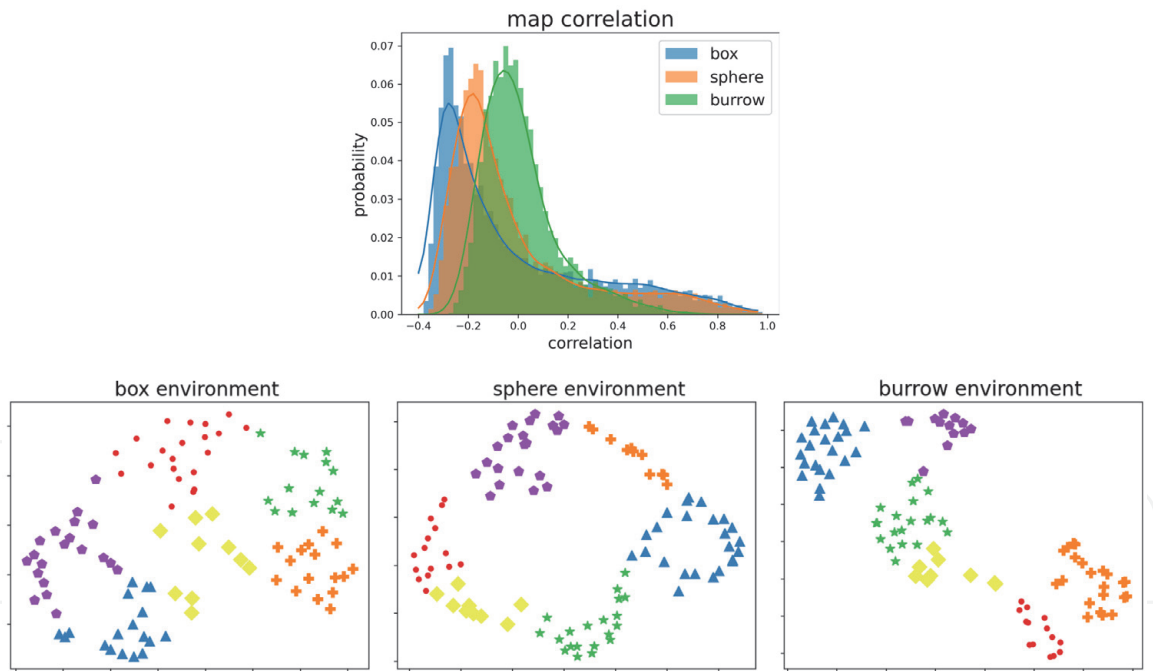 map correlation
0.07
0.06
0.05
0.04
0.03
0.02
0.01
0.00
probability
box
sphere
burrow
−0.4 −0.2 0.0 0.2 0.4 0.6 0.8 1.0
correlation
box environment
sphere environment
burrow environment